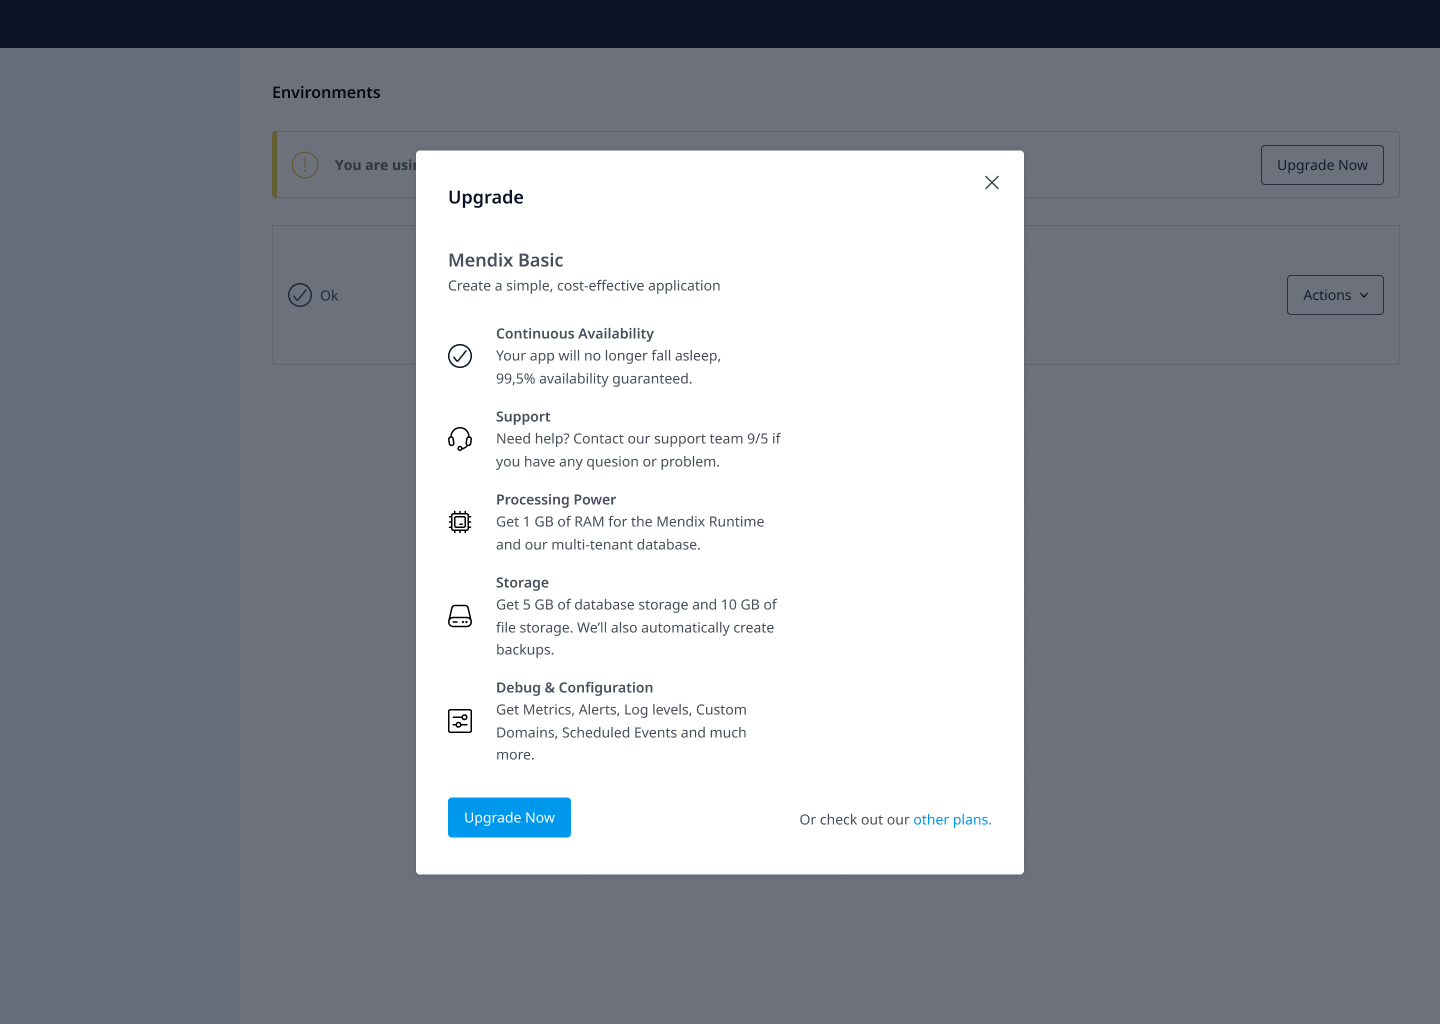 Environments
You are
Upgrade Now
Ok
Actions
Upgrade
Mendix Basic
Create a simple, cost-effective application
Continuous Availability
Your app will no longer fall asleep,
99,5% availability guaranteed.
Support
Need help? Contact our support team 9/5 if
you have any quesion or problem.
Processing Power
Get 1 GB of RAM for the Mendix Runtime
and our multi-tenant database.
Storage
Get 5 GB of database storage and 10 GB of
file storage. We'll also automatically create
backups.
Debug & Configuration
Get Metrics, Alerts, Log levels, Custom
Domains, Scheduled Events and much
more.
Upgrade Now
Or check out our other plans.